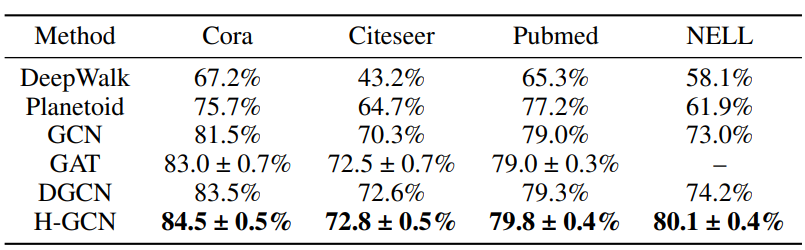 Method Cora Citeseer Pubmed NELL
DeepWalk 67.2% 43.2% 65.3% 58.1%
Planetoid 75.7% 64.7% 77.2% 61.9%
GCN 81.5% 70.3% 79.0% 73.0%
GAT 83.0 ± 0.7% 72.5 ± 0.7% 79.0 ± 0.3% –
DGCN 83.5% 72.6% 79.3% 74.2%
H-GCN 84.5 ± 0.5% 72.8 ± 0.5% 79.8 ± 0.4% 80.1 ± 0.4%